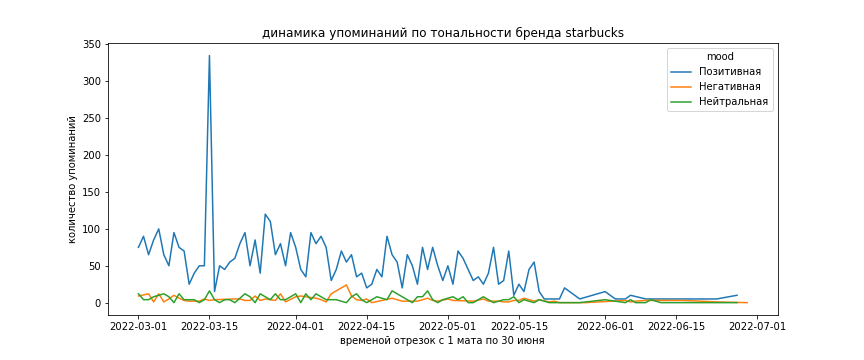 динамика упоминаний по тональности бренда starbucks
350
300
250
200
150
100
50
0
количество упоминаний
mood
Позитивная
Негативная
Нейтральная
2022-03-01 2022-03-15 2022-04-01 2022-04-15 2022-05-01 2022-05-15 2022-06-01 2022-06-15 2022-07-01
временой отрезок с 1 мата по 30 июня